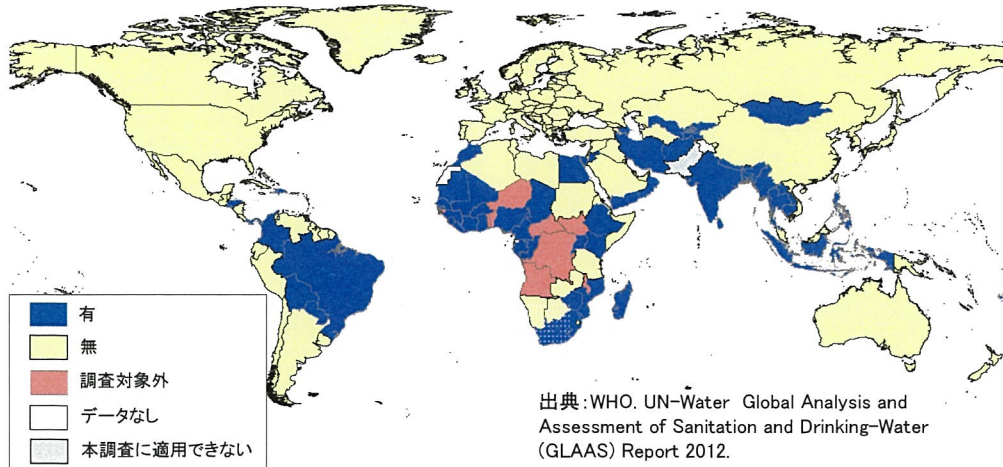 有
無
調査対象外
データなし
本調査に適用できない
出典：WHO. UN-Water Global Analysis and
Assessment of Sanitation and Drinking-Water
(GLAAS) Report 2012.